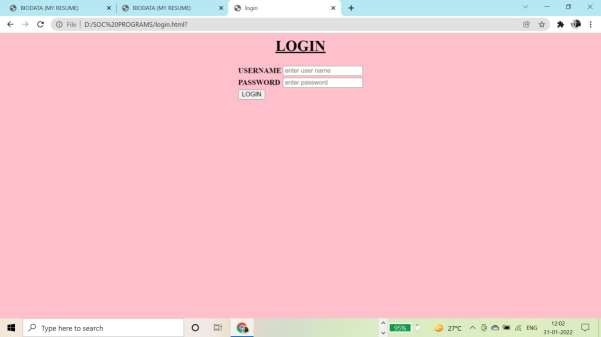 BIODATA (MY RESUME)
BIODATA (MY RESUME)
login
File
D:/SOC%20PROGRAMS/login.html?
LOGIN
USERNAME enter user name
PASSWORD enter password
LOGIN
Type here to search
95%
27°C
ENG
12:02
31-01-2022